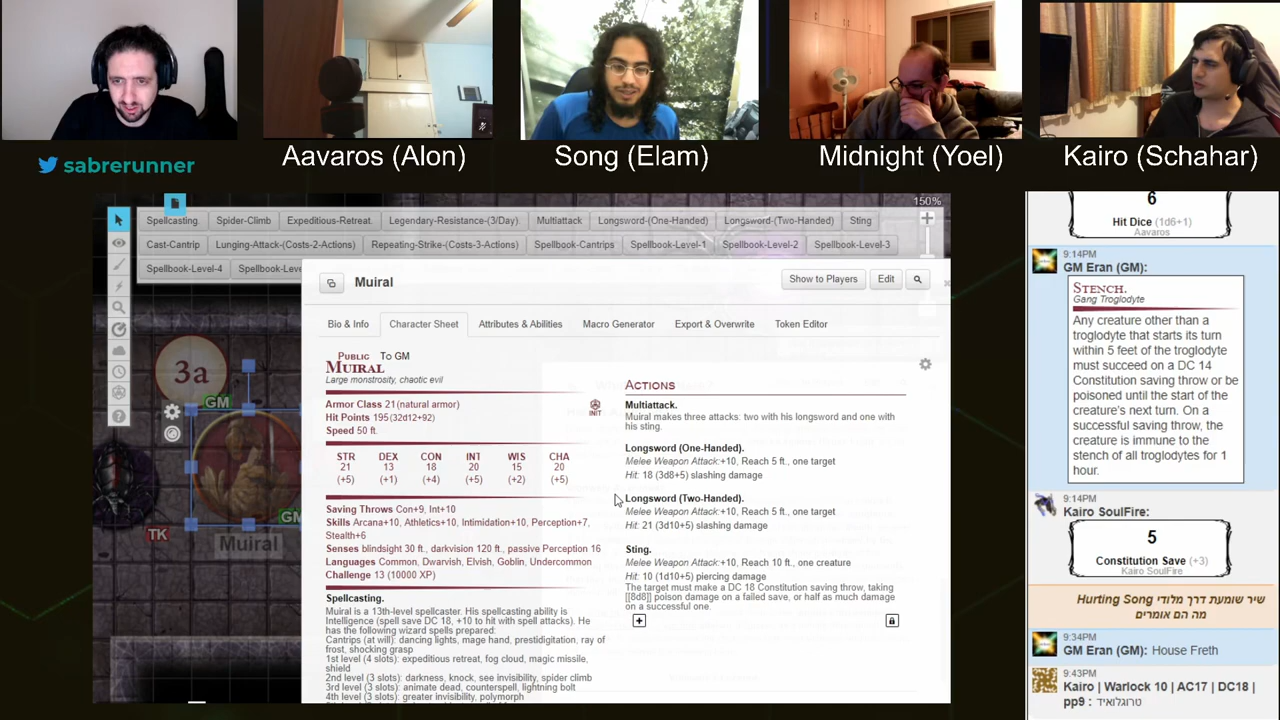 sabrerunner
Aavaros (Alon)
Song (Elam)
Midnight (Yoel)
Kairo (Schahar)
150%
Spellcasting.
Spider-Climb
Expeditious-Retreat.
Legendary-Resistance-(3/Day).
Multiattack
Longsword-(One-Handed)
Longsword-(Two-Handed)
Sting
Cast-Cantrip
Lunging-Attack-(Costs-2-Actions)
Repeating-Strike-(Costs-3-Actions)
Spellbook-Cantrips
Spellbook-Level-1
Spellbook-Level-2
Spellbook-Level-3
Spellbook-Level-4
Spellbook-Leve
Muiral
Show to Players
Edit
Bio & Info
Character Sheet
Attributes & Abilities
Macro Generator
Export & Overwrite
Token Editor
3a
GM
GM
TK
Muiral
Public To GM
Muiral
Large monstrosity, chaotic evil
Armor Class 21(natural armor)
Hit Points 195(32d12+92)
Speed 50 ft.
INIT
STR DEX CON INT WIS CHA
21 13 18 20 15 20
(+5) (+1) (+4) (+5) (+2) (+5)
Saving Throws Con+9, Int+10
Skills Arcana+10, Athletics+10, Intimidation+10, Perception+7,
Stealth+6
Senses blindsight 30 ft., darkvision 120 ft., passive Perception 16
Languages Common, Dwarvish, Elvish, Goblin, Undercommon
Challenge 13 (10000 XP)
Spellcasting.
Muiral is a 13th-level spellcaster. His spellcasting ability is
Intelligence (spell save DC 18, +10 to hit with spell attacks). He
has the following wizard spells prepared:
Cantrips (at will): dancing lights, mage hand, prestidigitation, ray of
frost, shocking grasp
1st level (4 slots): expeditious retreat, fog cloud, magic missile,
shield
2nd level (3 slots): darkness, knock, see invisibility, spider climb
3rd level (3 slots): animate dead, counterspell, lightning bolt
4th level (3 slots): greater invisibility, polymorph
Actions
Multiattack.
Muiral makes three attacks: two with his longsword and one with
his sting.
Longsword (One-Handed).
Melee Weapon Attack:+10, Reach 5 ft., one target
Hit: 18 (3d8+5) slashing damage
Longsword (Two-Handed).
Melee Weapon Attack:+10, Reach 5 ft., one target
Hit: 21 (3d10+5) slashing damage
Sting.
Melee Weapon Attack:+10, Reach 10 ft., one creature
Hit: 10 (1d10+5) piercing damage
The target must make a DC 18 Constitution saving throw, taking
[[8d8]] poison damage on a failed save, or half as much damage
on a successful one.
6
Hit Dice (1d6+1)
Aavaros
9:14PM
GM Eran (GM):
Stench.
Gang Troglodyte
Any creature other than a
troglodyte that starts its turn
within 5 feet of the troglodyte
must succeed on a DC 14
Constitution saving throw or be
poisoned until the start of the
creature's next turn. On a
successful saving throw, the
creature is immune to the
stench of all troglodytes for 1
hour.
9:14PM
Kairo SoulFire:
5
Constitution Save (+3)
Kairo SoulFire
שיר שומעת דרך מלודי Hurting Song
מה הם אומרים
9:34PM
GM Eran (GM): House Freth
9:43PM
Kairo | Warlock 10 | AC17 | DC18 |
pp9 : טרוגלואיד